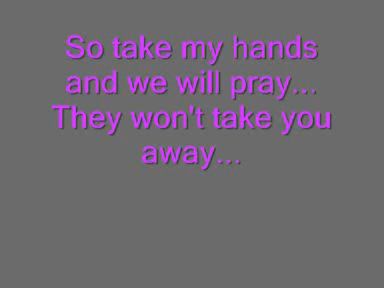 So take my hands
and we will pray...
They won't take you
away...